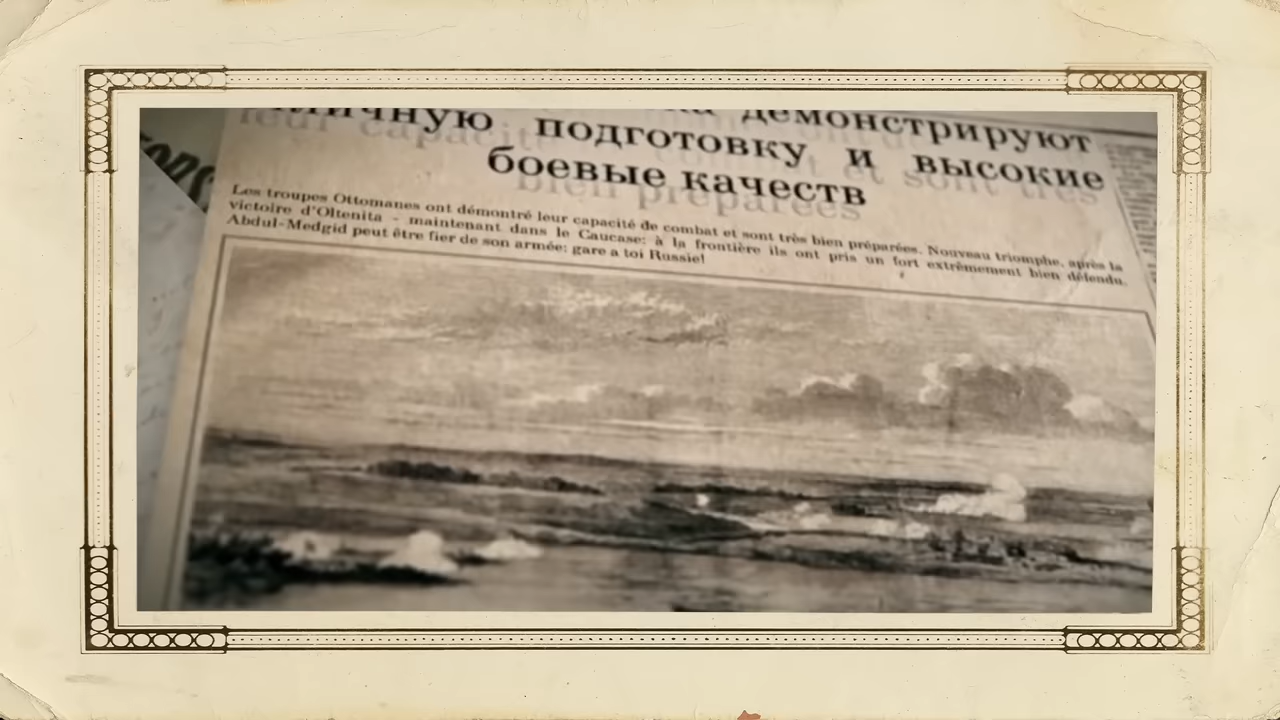 демонстрируют
подготовку и высокие
боевые качеств
Les troupes Ottomanes ont démontré leur capacité de combat et sont très bien préparées. Nouveau triomphe, après la
victoire d'Oltenita - maintenant dans le Caucase: à la frontière ils ont pris un fort extrêmement bien défendu.
Abdul-Medgid peut être fier de son armée: gare a toi Russie!